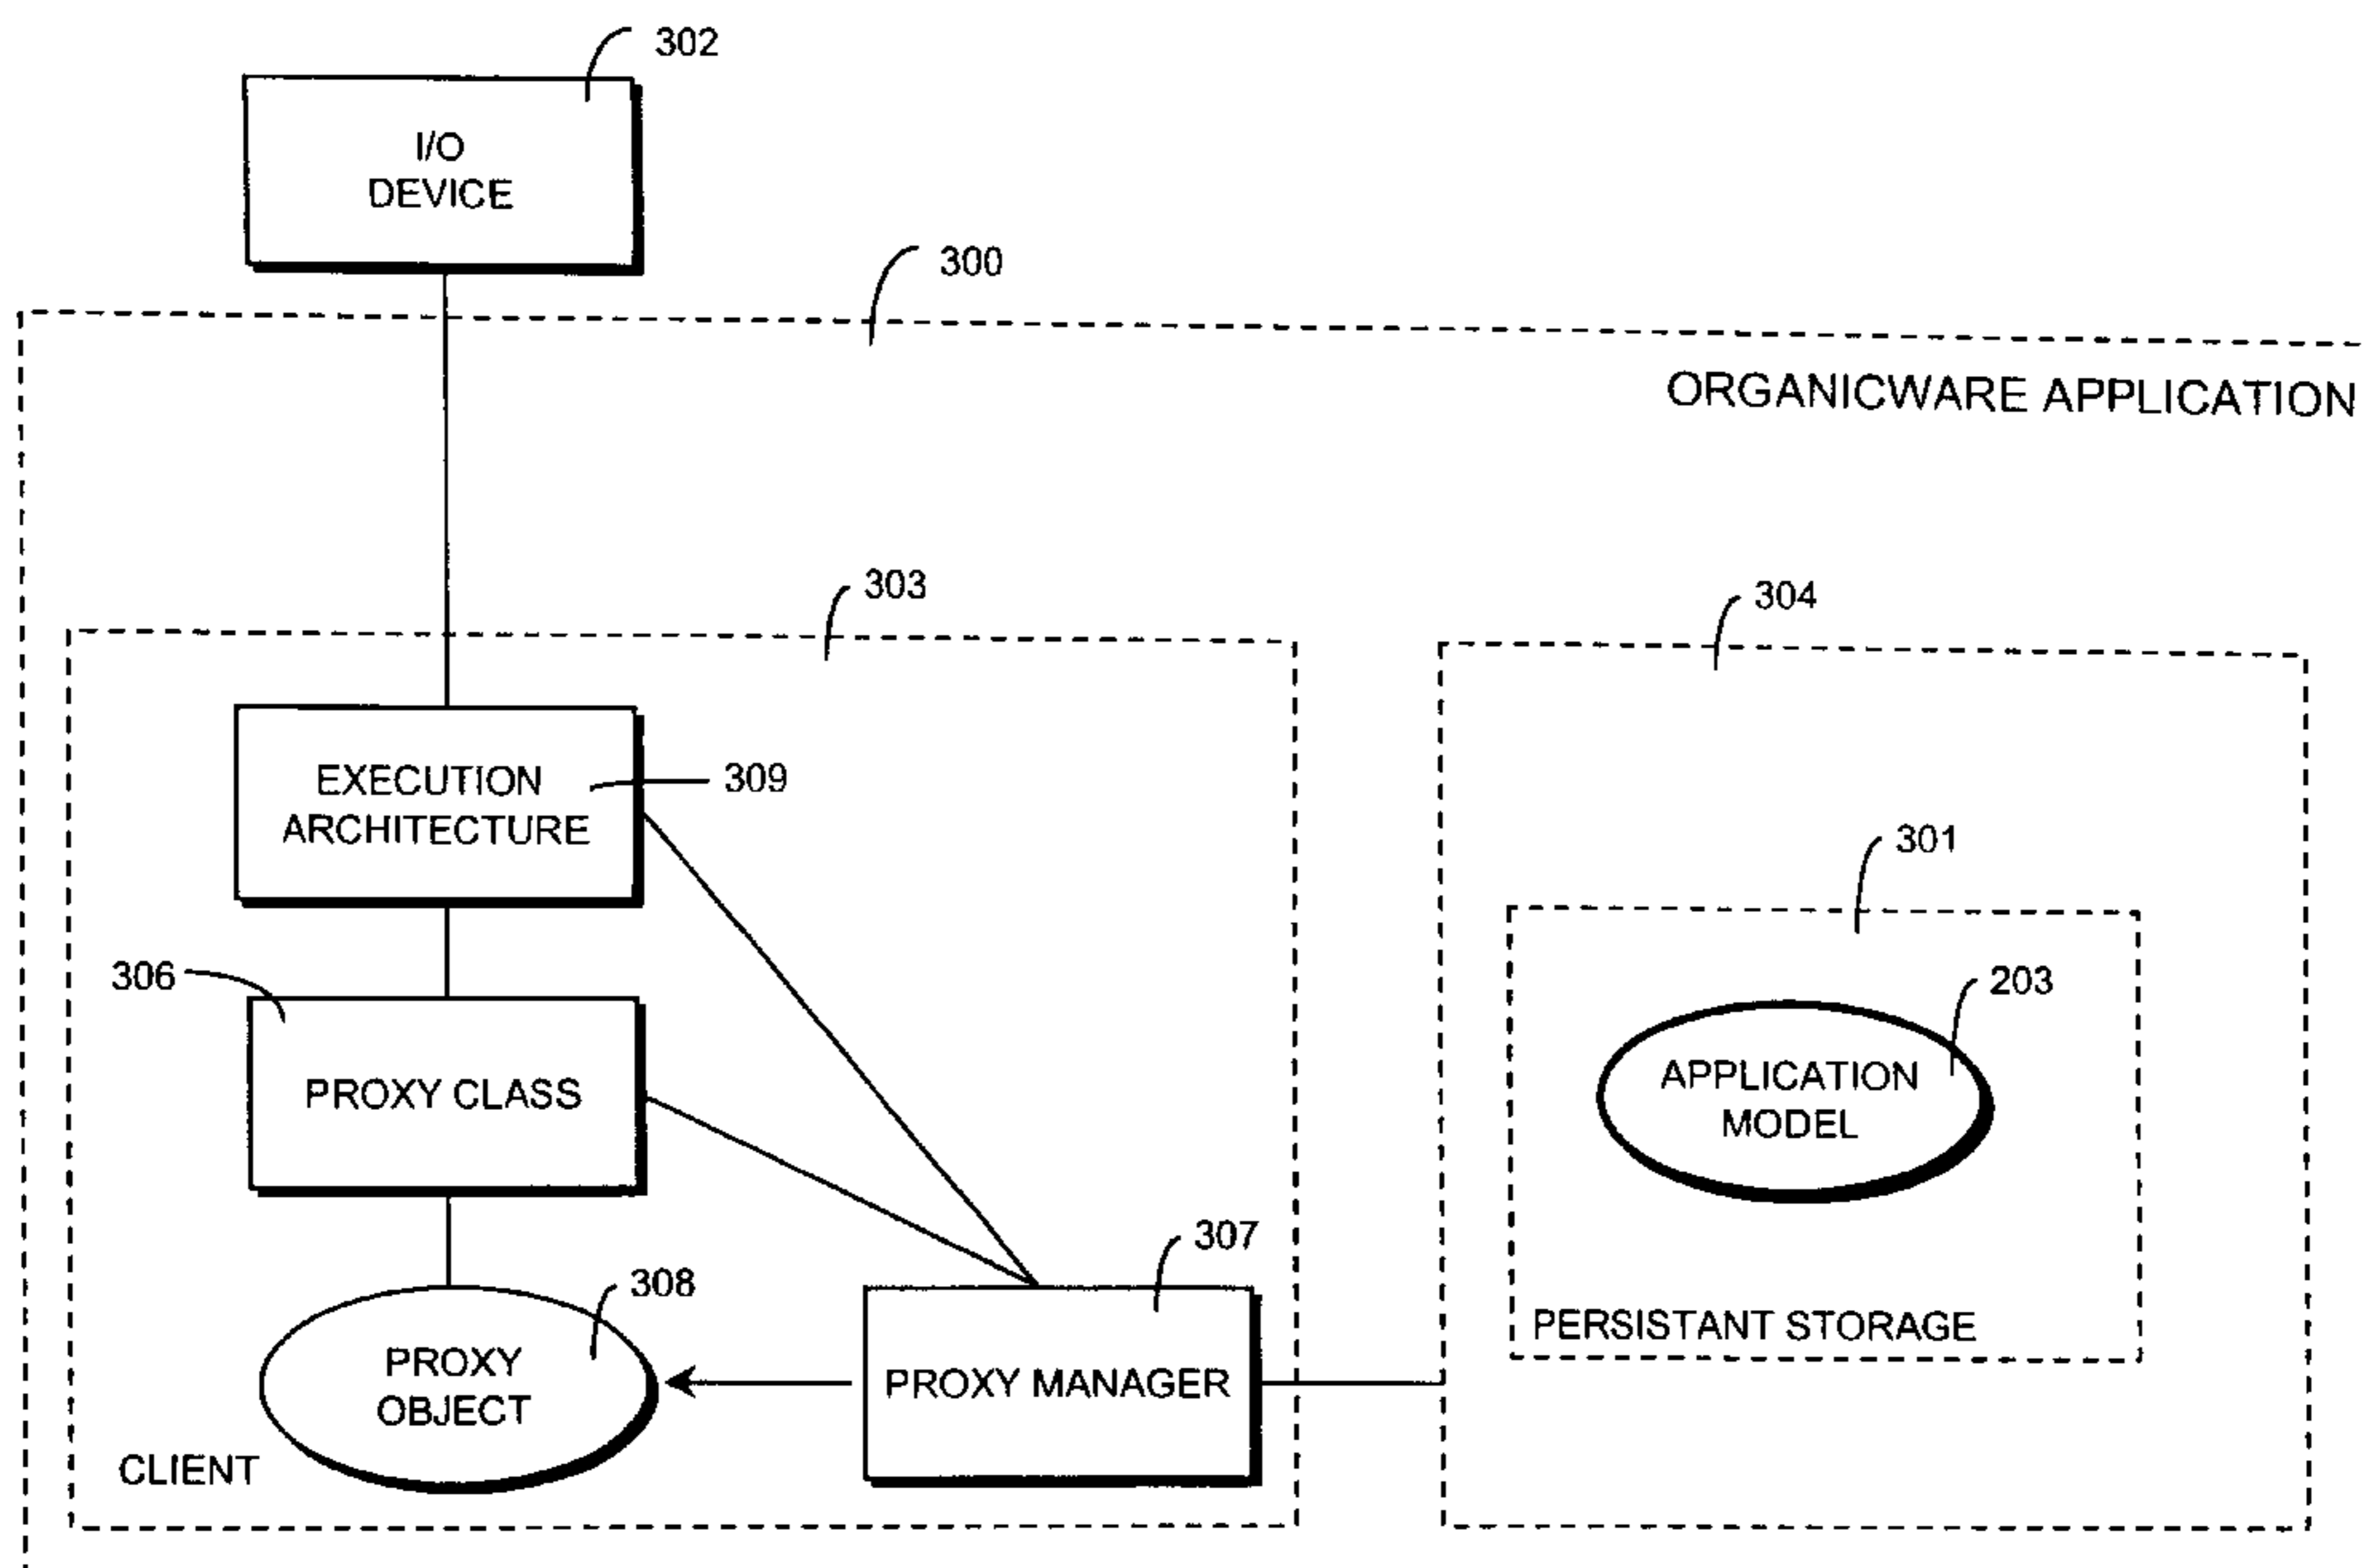 302
I/O
DEVICE
300
ORGANICWARE APPLICATION
303
304
EXECUTION
ARCHITECTURE
309
301
306
203
PROXY CLASS
APPLICATION
MODEL
307
308
PERSISTANT STORAGE
PROXY
OBJECT
PROXY MANAGER
CLIENT